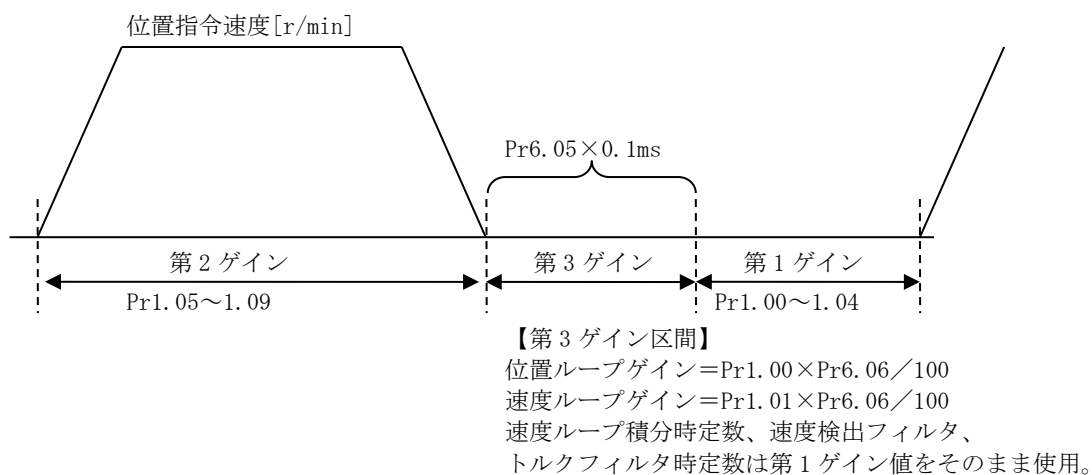 位置指令速度[r/min]
Pr6.05×0.1ms
第2ゲイン
第3ゲイン
第1ゲイン
Pr1.05～1.09
Pr1.00～1.04
【第3ゲイン区間】
位置ループゲイン＝Pr1.00×Pr6.06／100
速度ループゲイン＝Pr1.01×Pr6.06／100
速度ループ積分時定数、速度検出フィルタ、
トルクフィルタ時定数は第1ゲイン値をそのまま使用。